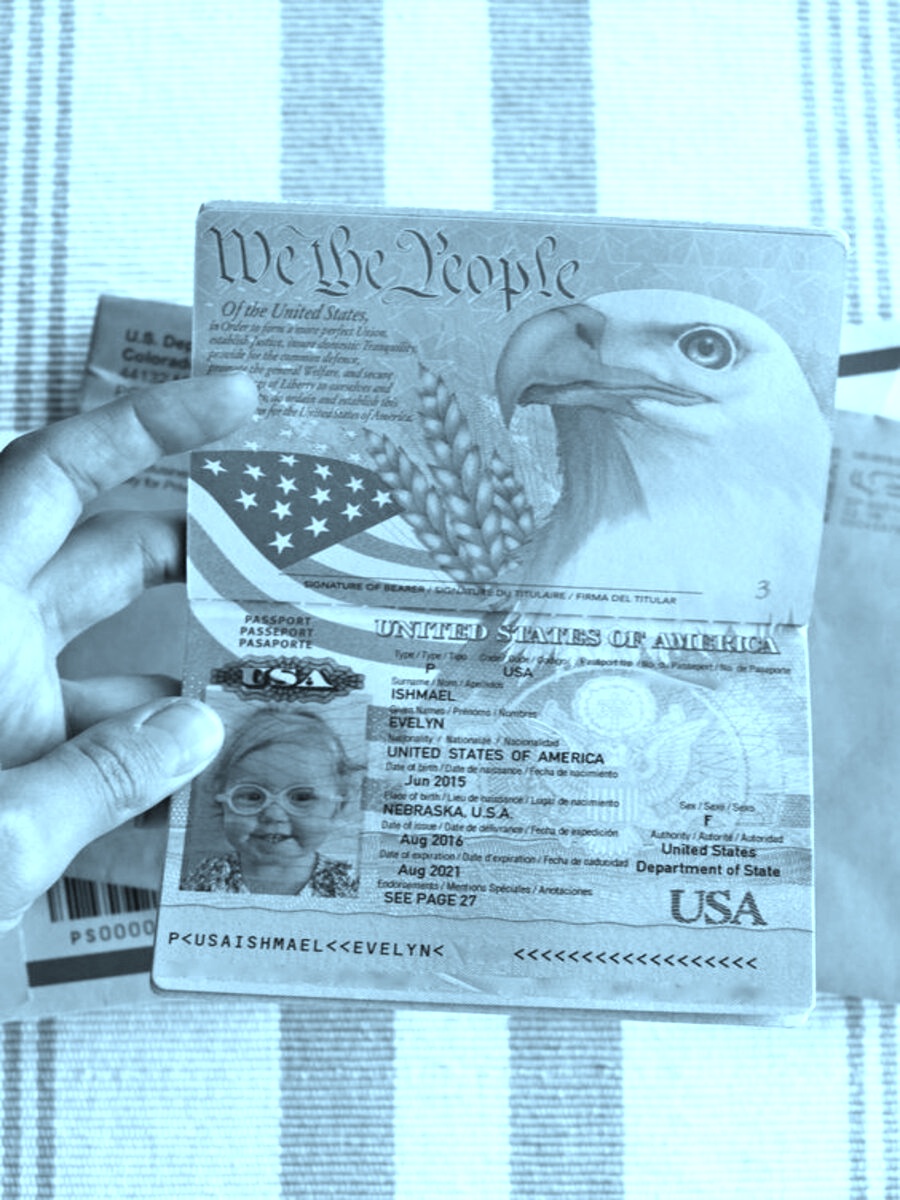 We the People
Of the United States,
in Order to form a more perfect Union,
establish Justice, insure domestic Tranquility,
provide for the common defence,
promote the general Welfare, and secure
of Liberty to ourselves and
do ordain and establish this
for the United States of America.
U.S. Dep
Colorado
SIGNATURE OF BEARER / SIGNATURE DU TITULAIRE / FIRMA DEL TITULAR
3
PASSPORT
PASSEPORT
PASAPORTE
UNITED STATES OF AMERICA
USA
Type / Type / Tipo Code / Code / Codigo Passport No. / No. du Passeport / No. de Pasaporte
P USA
Surname / Nom / Apellidos
ISHMAEL
Given Names / Prénoms / Nombres
EVELYN
Nationality / Nationalité / Nacionalidad
UNITED STATES OF AMERICA
Date of birth / Date de naissance / Fecha de nacimiento
Jun 2015
Place of birth / Lieu de naissance / Lugar de nacimiento
NEBRASKA, U.S.A.
Sex / Sexe / Sexo
F
Date of issue / Date de délivrance / Fecha de expedición
Aug 2016
Authority / Autorité / Autoridad
United States
Department of State
Date of expiration / Date d'expiration / Fecha de caducidad
Aug 2021
Endorsements / Mentions Spéciales / Anotaciones
SEE PAGE 27
USA
P<USAISHMAEL<<EVELYN< <<<<<<<<<<<<<<<<<<
PS0000